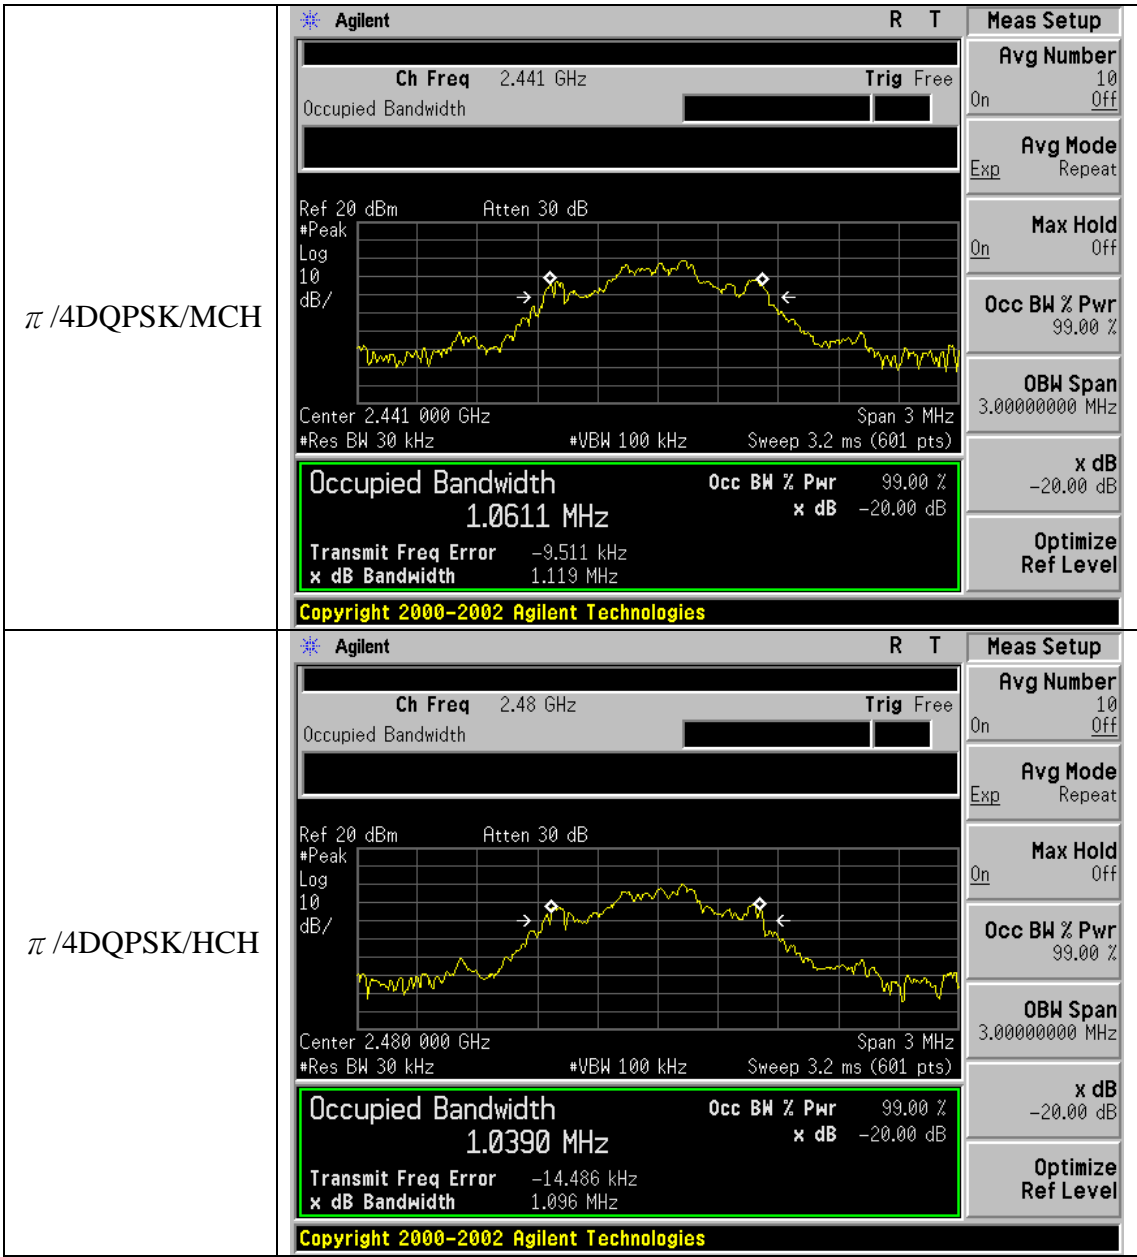 π/4DQPSK/MCH
Agilent R T
Ch Freq 2.441 GHz Trig Free
Occupied Bandwidth
Ref 20 dBm Atten 30 dB
#Peak
Log
10
dB/
Center 2.441 000 GHz Span 3 MHz
#Res BW 30 kHz #VBW 100 kHz Sweep 3.2 ms (601 pts)
Occupied Bandwidth Occ BW % Pwr 99.00 %
1.0611 MHz x dB -20.00 dB
Transmit Freq Error -9.511 kHz
x dB Bandwidth 1.119 MHz
Copyright 2000-2002 Agilent Technologies
Meas Setup
Avg Number
10
On Off
Avg Mode
Exp Repeat
Max Hold
On Off
Occ BW % Pwr
99.00 %
OBW Span
3.00000000 MHz
x dB
-20.00 dB
Optimize
Ref Level
π/4DQPSK/HCH
Agilent R T
Ch Freq 2.48 GHz Trig Free
Occupied Bandwidth
Ref 20 dBm Atten 30 dB
#Peak
Log
10
dB/
Center 2.480 000 GHz Span 3 MHz
#Res BW 30 kHz #VBW 100 kHz Sweep 3.2 ms (601 pts)
Occupied Bandwidth Occ BW % Pwr 99.00 %
1.0390 MHz x dB -20.00 dB
Transmit Freq Error -14.486 kHz
x dB Bandwidth 1.096 MHz
Copyright 2000-2002 Agilent Technologies
Meas Setup
Avg Number
10
On Off
Avg Mode
Exp Repeat
Max Hold
On Off
Occ BW % Pwr
99.00 %
OBW Span
3.00000000 MHz
x dB
-20.00 dB
Optimize
Ref Level